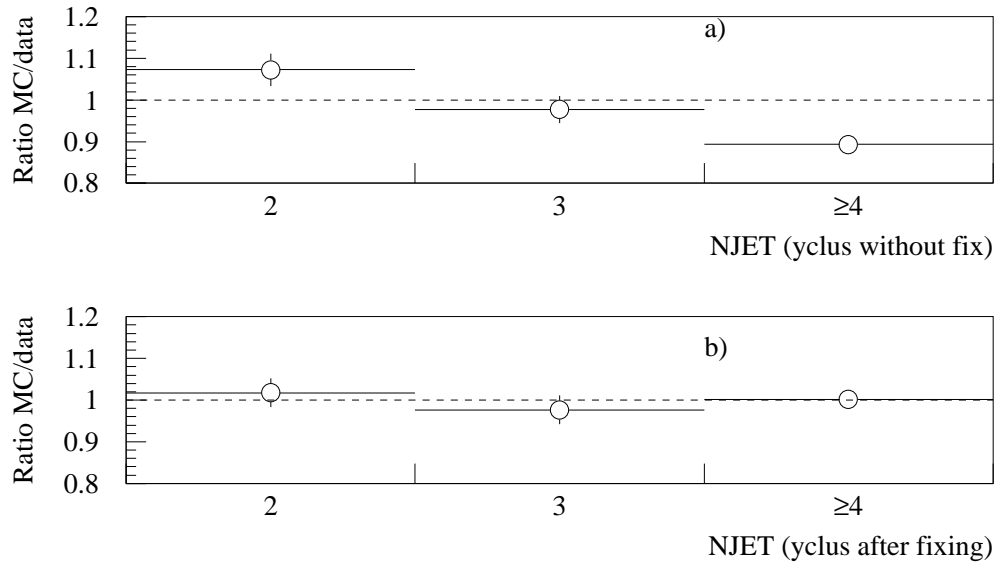 Ratio MC/data
1.2
1.1
1
0.9
0.8
a)
2 3 ≥4
NJET (yclus without fix)
Ratio MC/data
1.2
1.1
1
0.9
0.8
b)
2 3 ≥4
NJET (yclus after fixing)